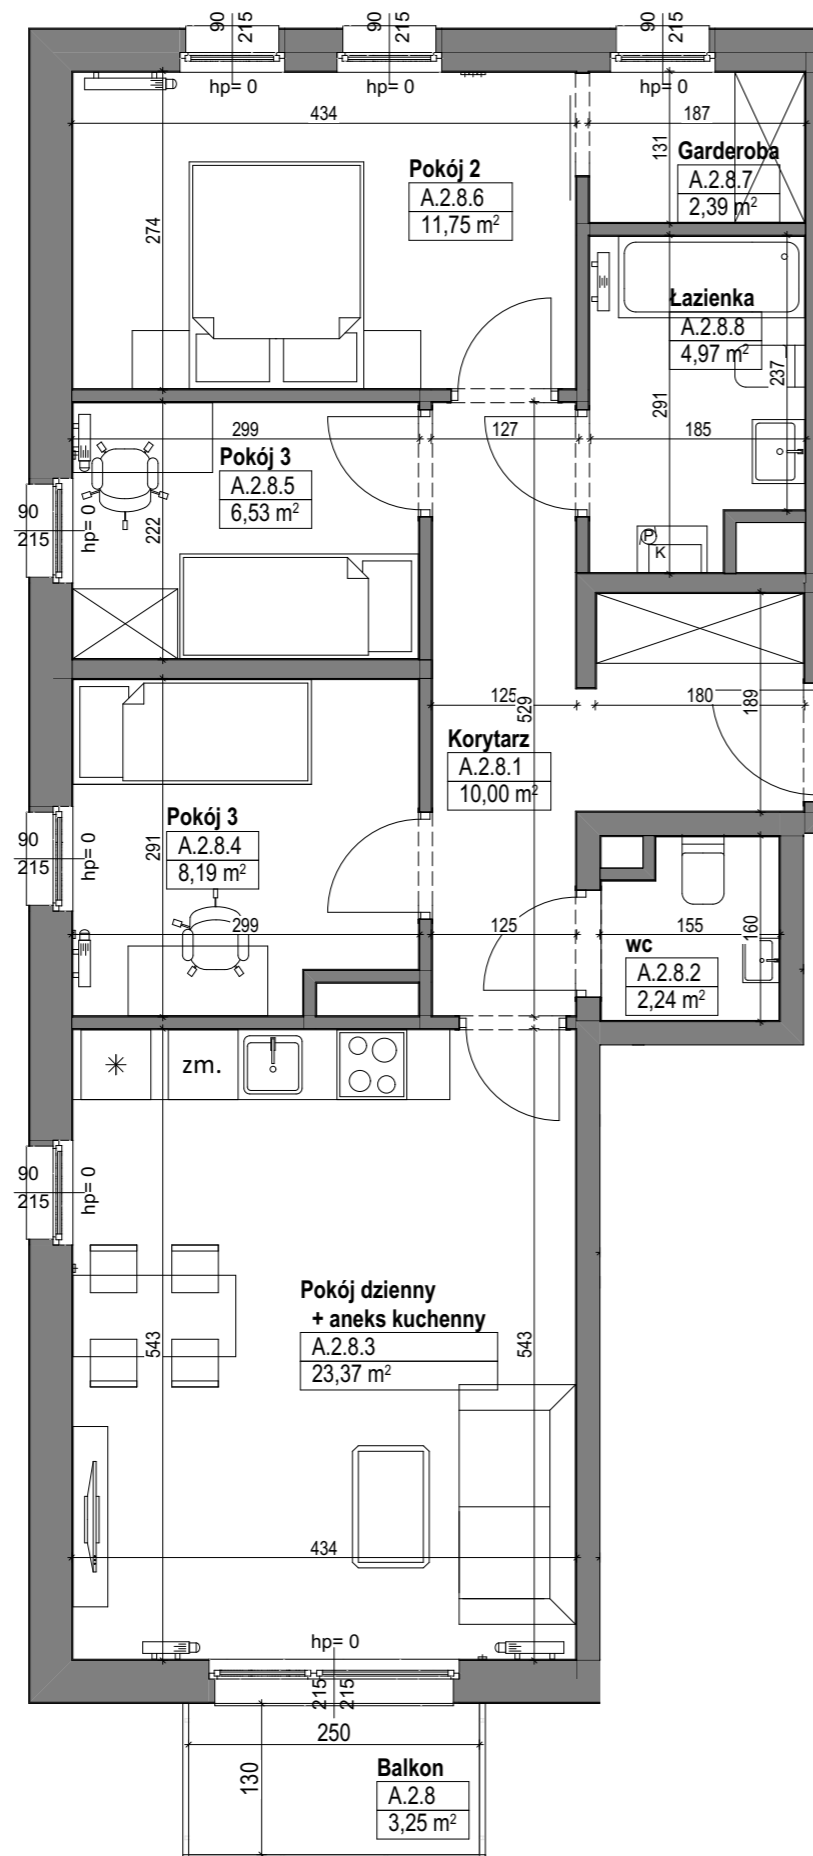 90
215
90
215
90
215
hp= 0
hp= 0
hp= 0
434
187
131
Garderoba
A.2.8.7
2,39 m²
Pokój 2
A.2.8.6
11,75 m²
274
Łazienka
A.2.8.8
4,97 m²
237
291
299
127
185
Pokój 3
A.2.8.5
6,53 m²
222
90
215
hp= 0
P
K
125
529
180
189
Korytarz
A.2.8.1
10,00 m²
Pokój 3
A.2.8.4
8,19 m²
291
90
215
hp= 0
299
125
155
160
wc
A.2.8.2
2,24 m²
zm.
90
215
hp= 0
Pokój dzienny
+ aneks kuchenny
A.2.8.3
23,37 m²
543
543
434
hp= 0
215
215
250
130
Balkon
A.2.8
3,25 m²